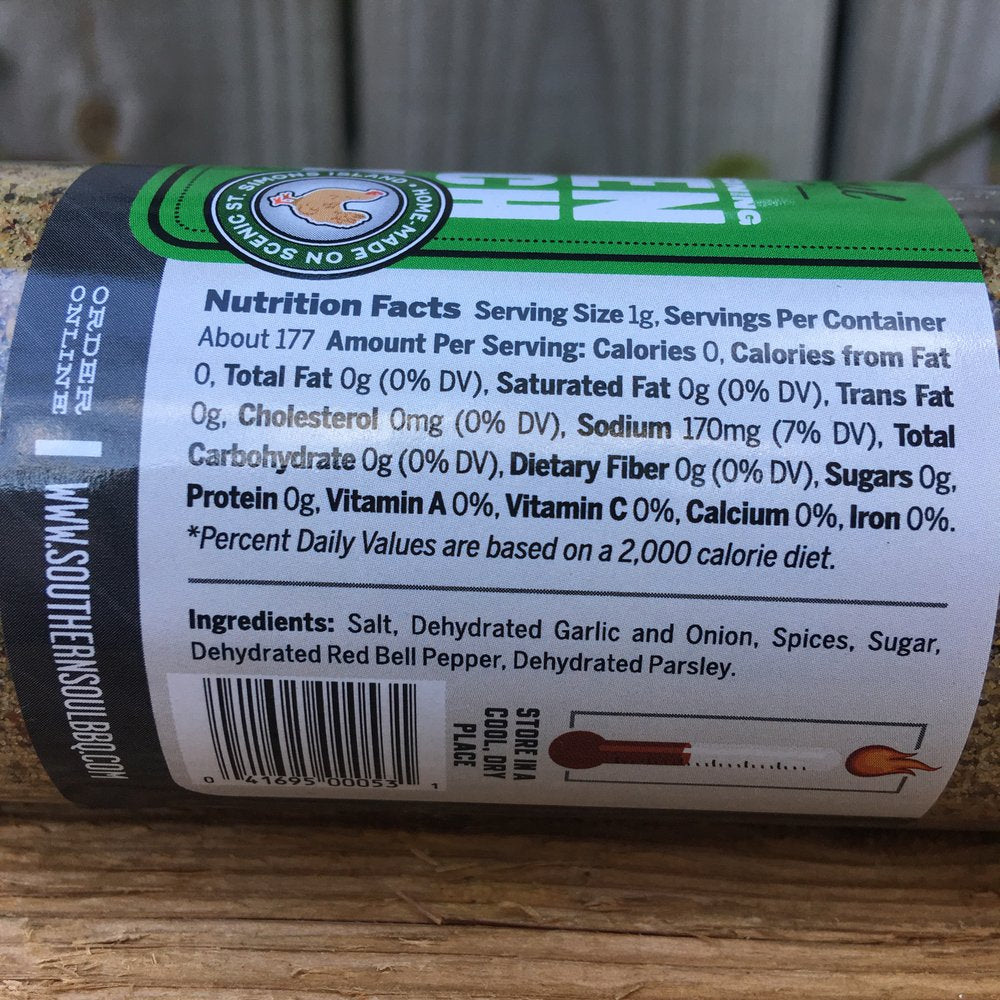 HOME-MADE ON SCENIC ST. SIMONS ISLAND
CH
EN
Nutrition Facts Serving Size 1g, Servings Per Container
About 177 Amount Per Serving: Calories 0, Calories from Fat
0, Total Fat 0g (0% DV), Saturated Fat 0g (0% DV), Trans Fat
0g, Cholesterol 0mg (0% DV), Sodium 170mg (7% DV), Total
Carbohydrate 0g (0% DV), Dietary Fiber 0g (0% DV), Sugars 0g,
Protein 0g, Vitamin A 0%, Vitamin C 0%, Calcium 0%, Iron 0%.
*Percent Daily Values are based on a 2,000 calorie diet.
Ingredients: Salt, Dehydrated Garlic and Onion, Spices, Sugar,
Dehydrated Red Bell Pepper, Dehydrated Parsley.
0 41695 00053 1
STORE IN A
COOL, DRY
PLACE
ORDER
ONLINE
WWW.SOUTHERNSOULBBQ.COM